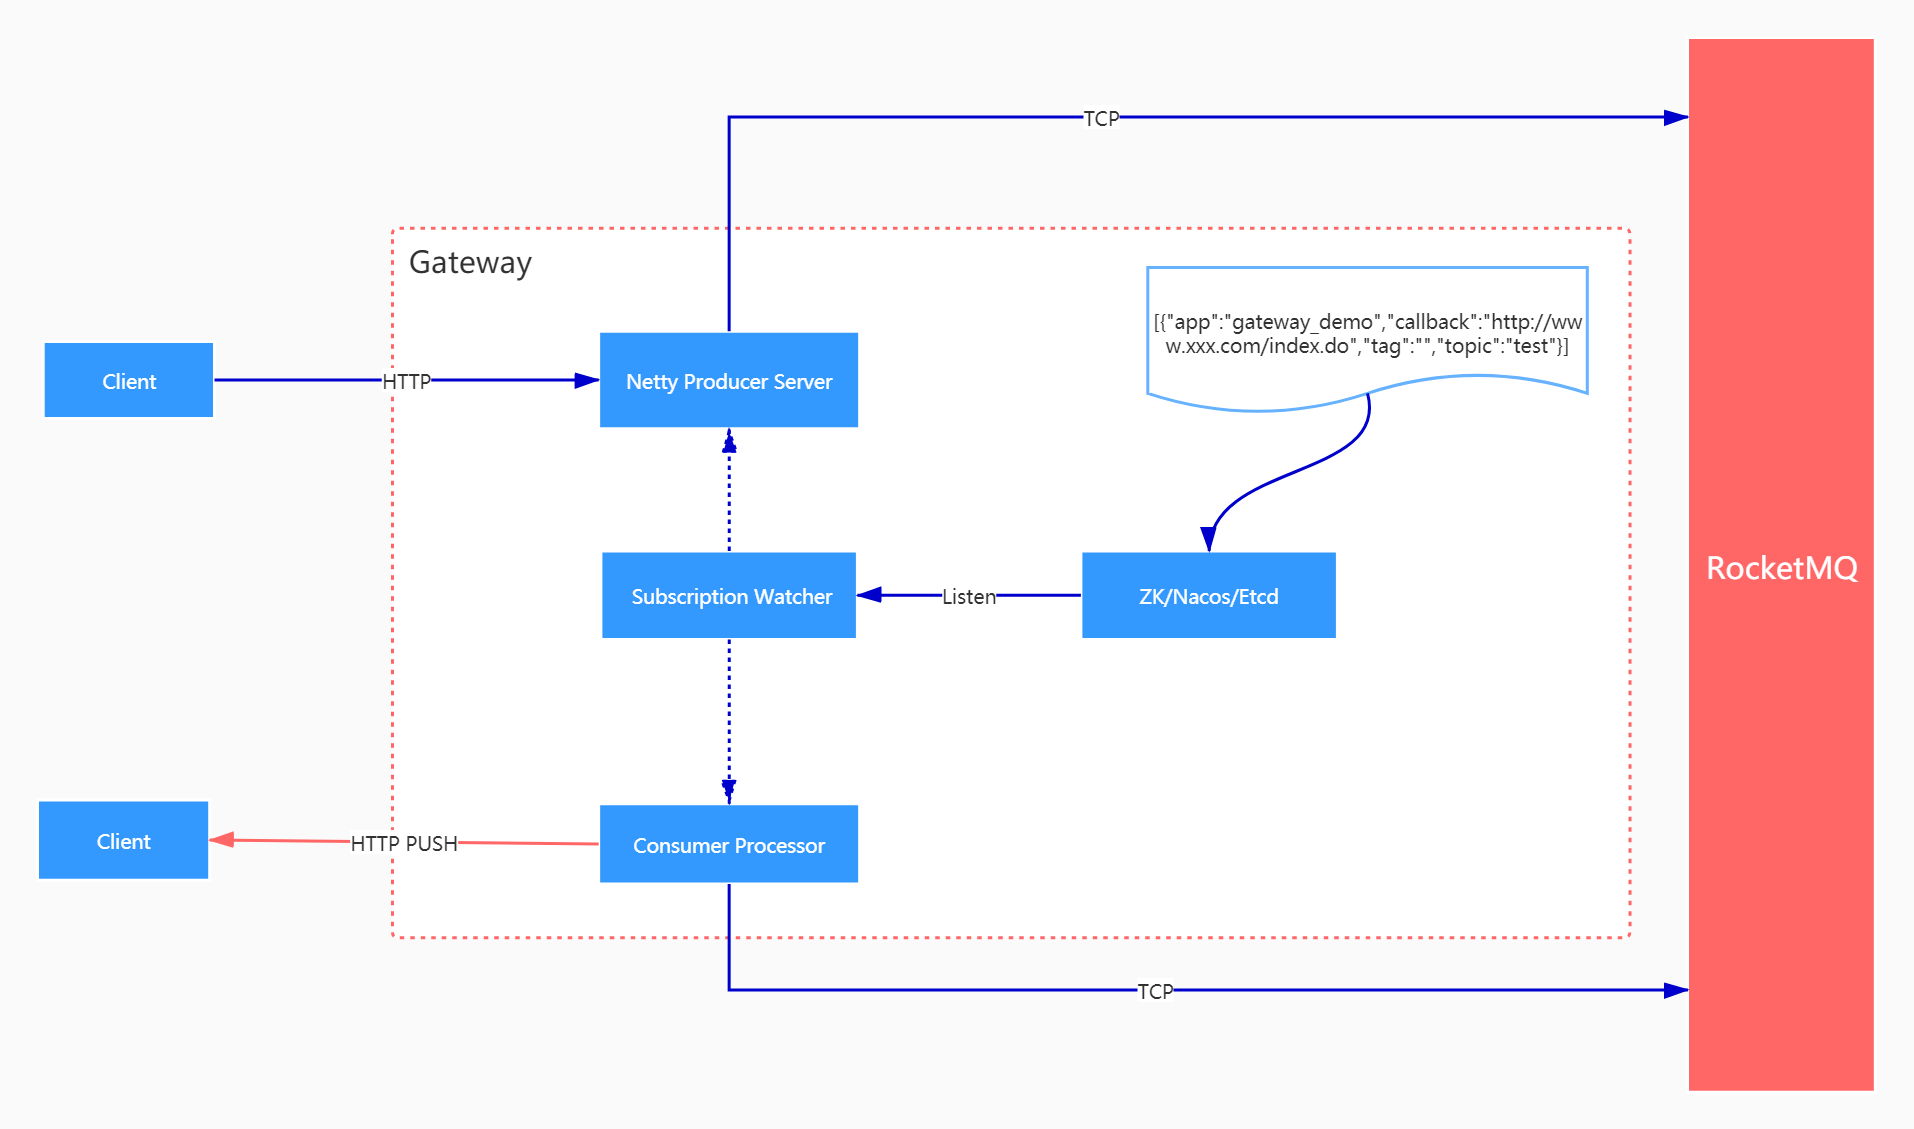 TCP
Gateway
[{"app":"gateway_demo","callback":"http://ww
w.xxx.com/index.do","tag":"","topic":"test"}]
Client
HTTP
Netty Producer Server
RocketMQ
Subscription Watcher
Listen
ZK/Nacos/Etcd
Client
HTTP PUSH
Consumer Processor
TCP